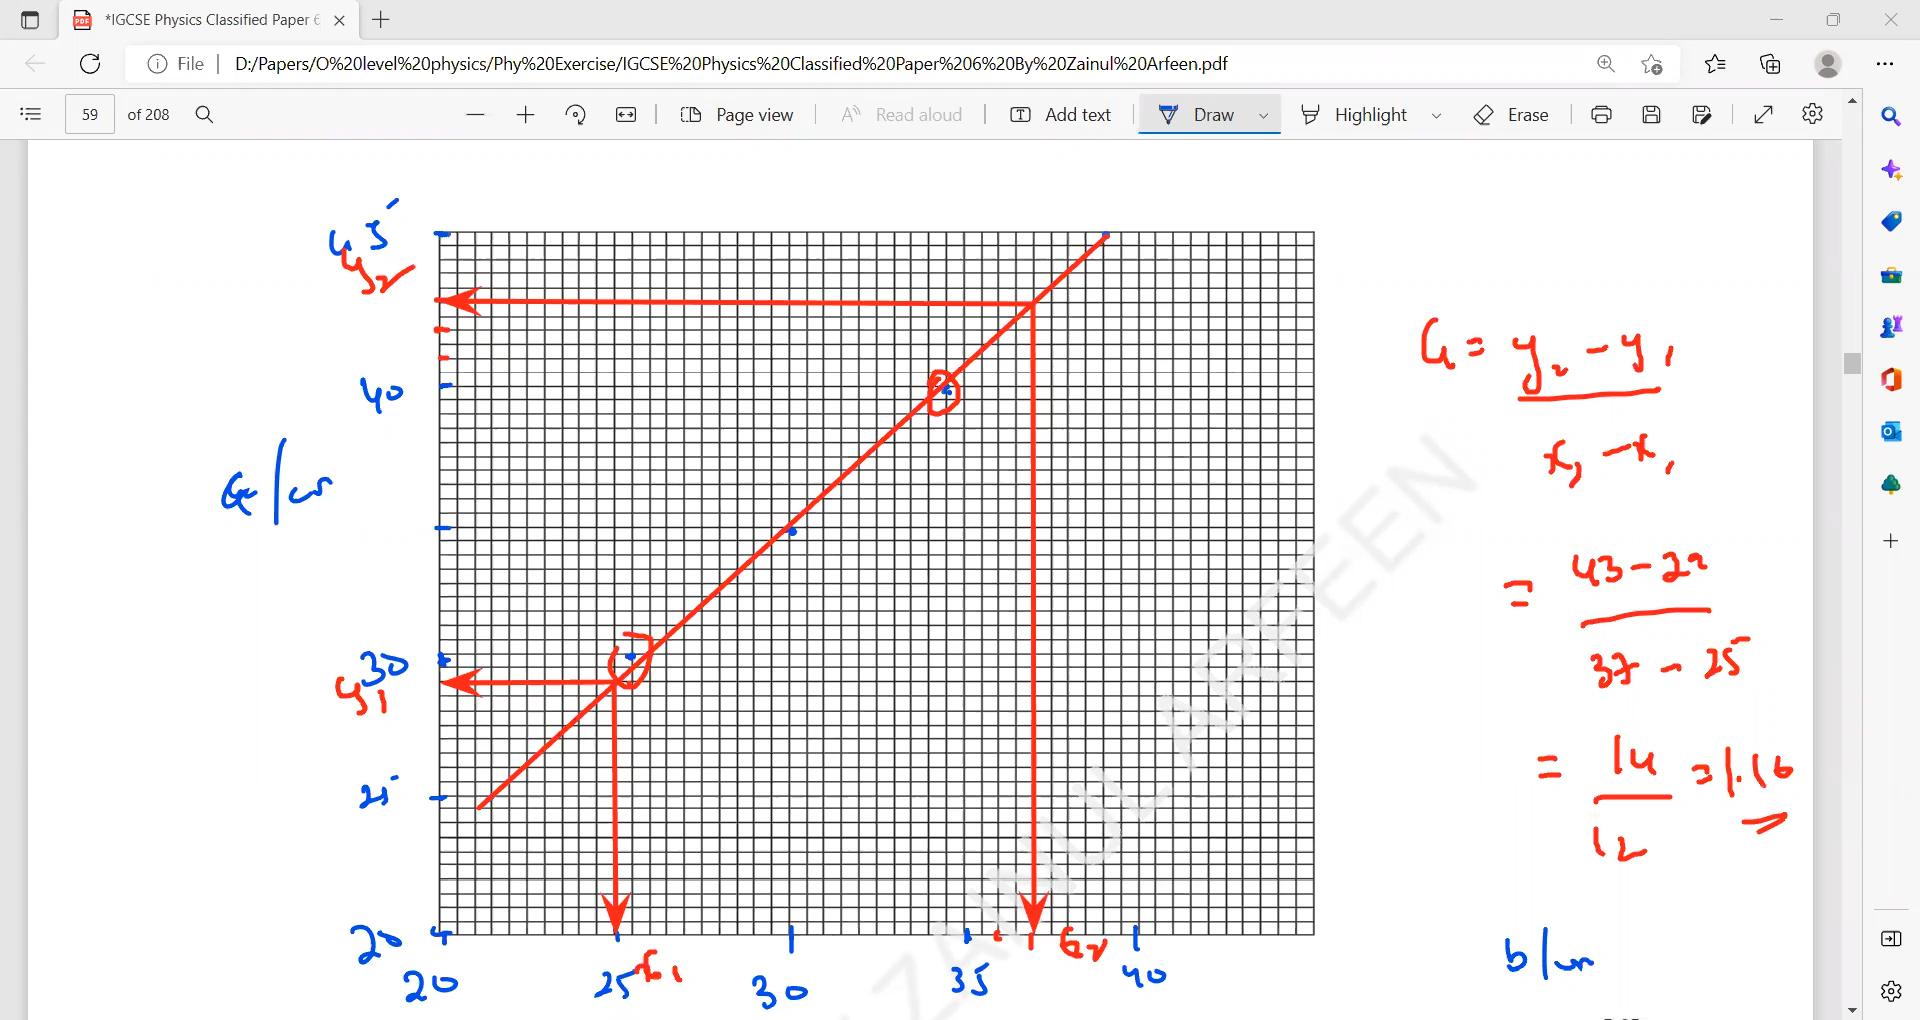 *IGCSE Physics Classified Paper 6
File D:/Papers/O%20level%20physics/Phy%20Exercise/IGCSE%20Physics%20Classified%20Paper%206%20By%20Zainul%20Arfeen.pdf
59 of 208 Page view Read aloud Add text Draw Highlight Erase
45
y2
40
a/cm
30
y1
25
20
20 25 x1 30 35 40
G = y2 - y1
x2 - x1
= 43 - 29
37 - 25
= 14 = 1.16
12
b/cm
ZAINUL ARFEEN